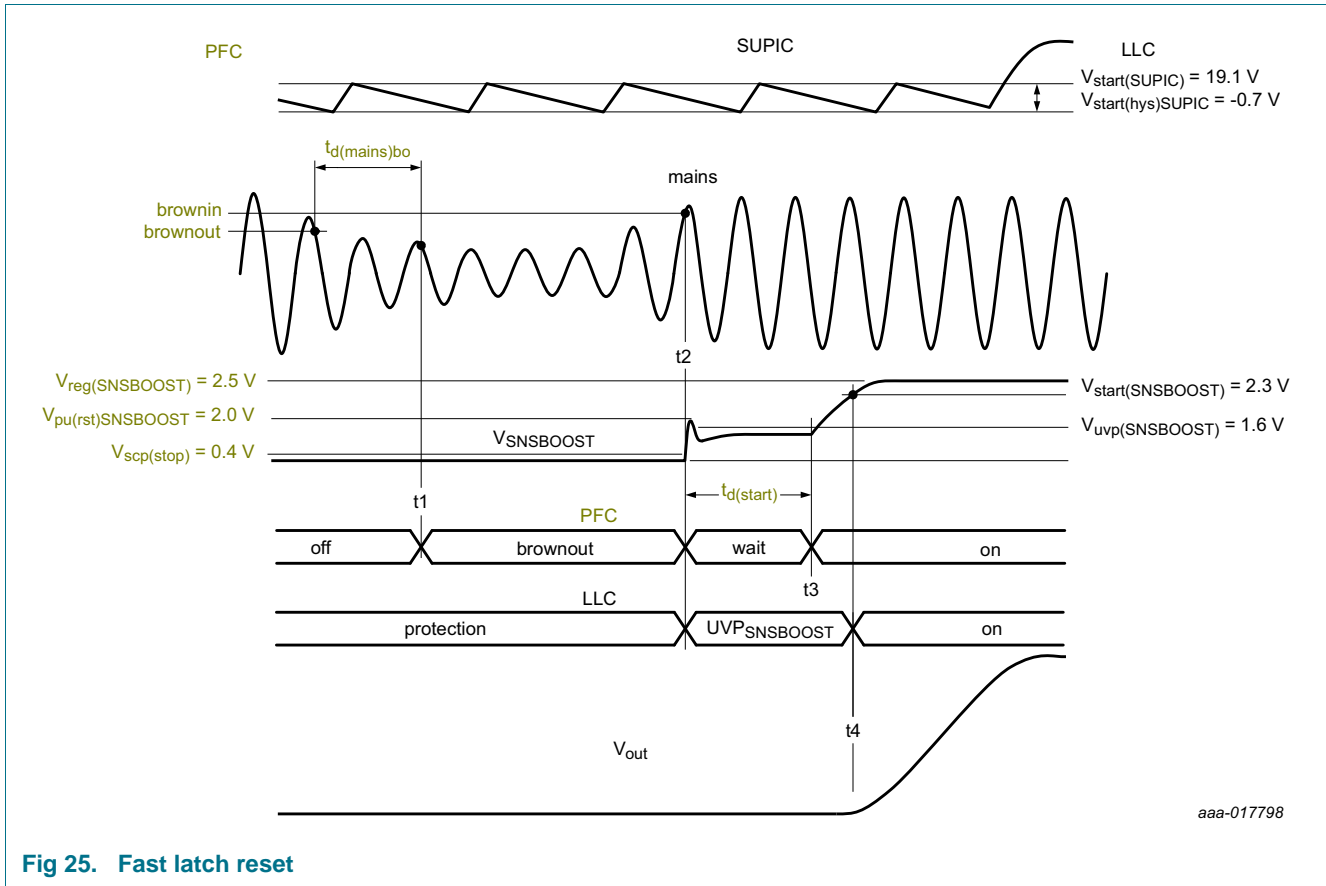 PFC
SUPIC
LLC
Vstart(SUPIC) = 19.1 V
Vstart(hys)SUPIC = -0.7 V
td(mains)bo
mains
brownin
brownout
t2
Vreg(SNSBOOST) = 2.5 V
Vstart(SNSBOOST) = 2.3 V
Vpu(rst)SNSBOOST = 2.0 V
Vuvp(SNSBOOST) = 1.6 V
VSNSBOOST
Vscp(stop) = 0.4 V
td(start)
t1
PFC
off
brownout
wait
on
t3
LLC
protection
UVPSNSBOOST
on
t4
Vout
aaa-017798
Fig 25. Fast latch reset